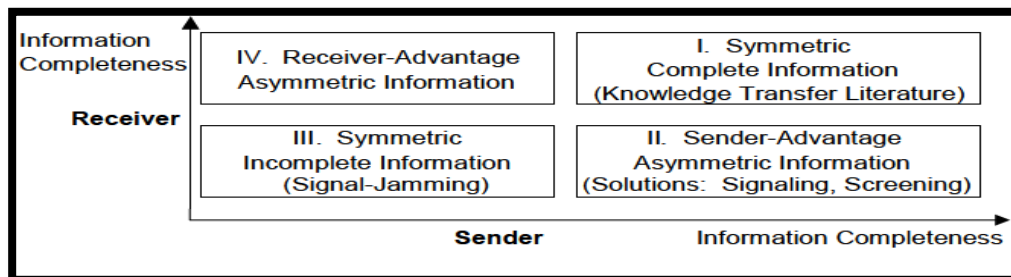 Information
Completeness
Receiver
IV. Receiver-Advantage
Asymmetric Information
I. Symmetric
Complete Information
(Knowledge Transfer Literature)
III. Symmetric
Incomplete Information
(Signal-Jamming)
II. Sender-Advantage
Asymmetric Information
(Solutions: Signaling, Screening)
Sender
Information Completeness